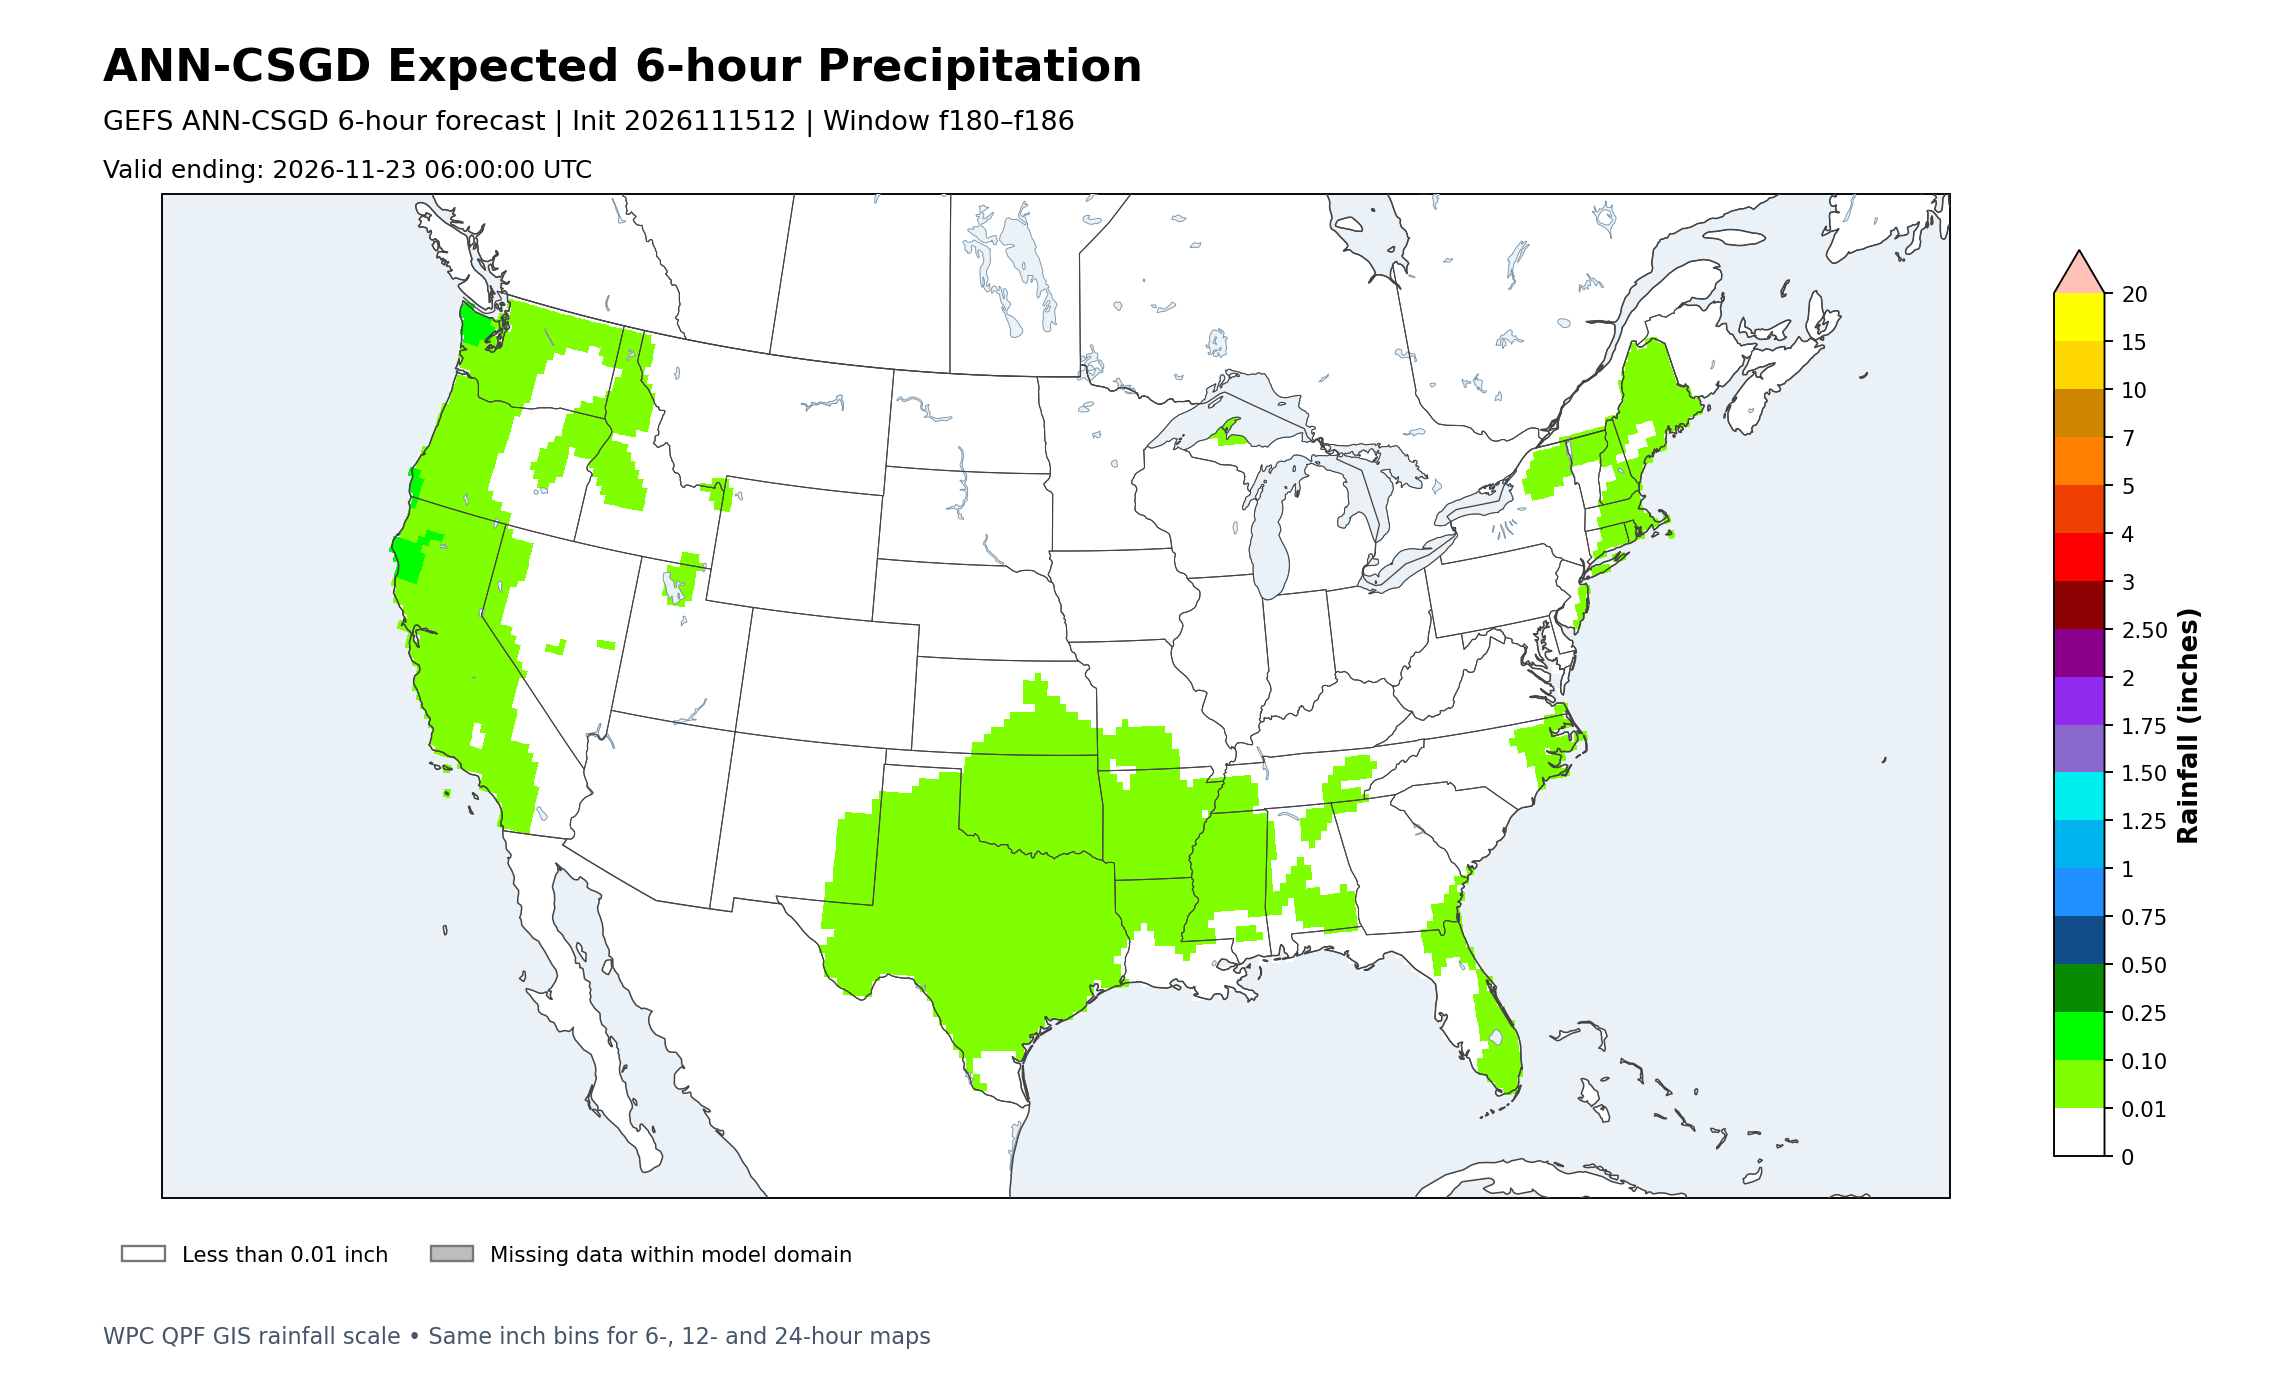 ANN-CSGD Expected 6-hour Precipitation
GEFS ANN-CSGD 6-hour forecast | Init 2026111512 | Window f180–f186
Valid ending: 2026-11-23 06:00:00 UTC
20
15
10
7
5
4
3
2.50
2
1.75
1.50
1.25
1
0.75
0.50
0.25
0.10
0.01
0
Rainfall (inches)
Less than 0.01 inch
Missing data within model domain
WPC QPF GIS rainfall scale • Same inch bins for 6-, 12- and 24-hour maps